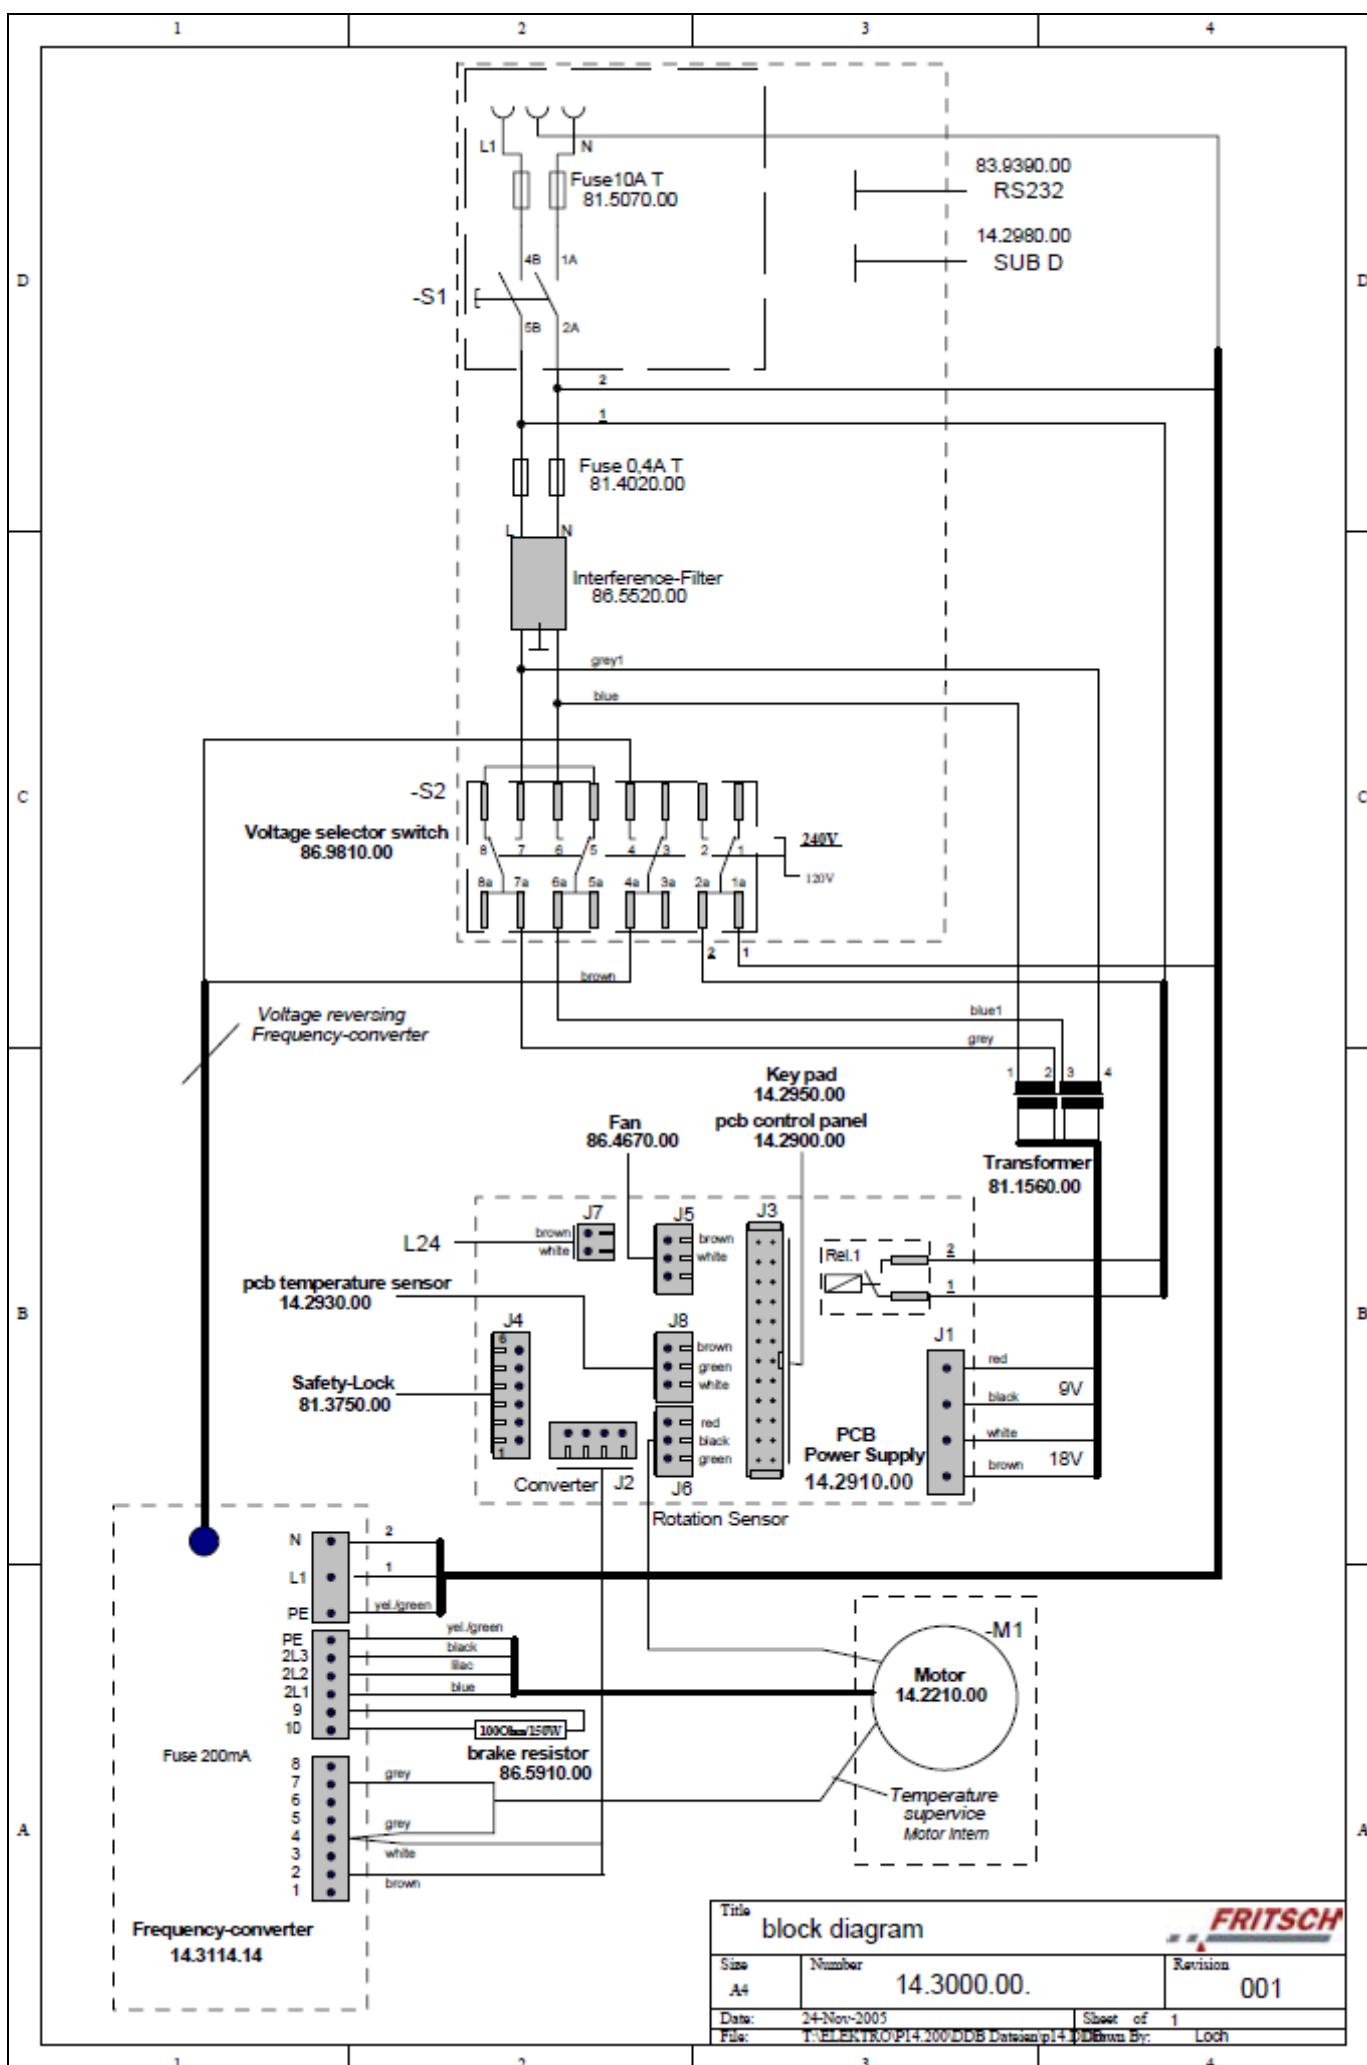 1 2 3 4
L1 N
Fuse10A T
81.5070.00
83.9390.00
RS232
14.2980.00
SUB D
D D
4B 1A
-S1
5B 2A
2
1
Fuse 0,4A T
81.4020.00
L N
Interference-Filter
86.5520.00
grey1
blue
C C
-S2
Voltage selector switch
86.9810.00
8 7 6 5 4 3 2 1
240V
120V
8a 7a 6a 5a 4a 3a 2a 1a
2 1
brown
Voltage reversing
Frequency-converter
blue1
grey
1 2 3 4
Key pad
14.2950.00
Fan
86.4670.00
pcb control panel
14.2900.00
Transformer
81.1560.00
J7 J5 J3
brown
white
L24
brown
white
Rel.1
2
1
pcb temperature sensor
14.2930.00
B B
J4 J8 J1
6
brown
green
white
red
9V
black
Safety-Lock
81.3750.00
1
red
black
green
PCB
Power Supply
14.2910.00
white
18V
brown
Converter J2 J6
Rotation Sensor
N 2
L1 1
PE yel./green
PE yel./green
2L3 black
2L2 lilac
2L1 blue
9
10
100Ohm/150W
brake resistor
86.5910.00
-M1
Motor
14.2210.00
Fuse 200mA
8
7 grey
6
5
4 grey
3 white
2
1 brown
Temperature
supervice
Motor Intern
A A
Frequency-converter
14.3114.14
Title
block diagram
FRITSCH
Size
A4
Number
14.3000.00.
Revision
001
Date: 24-Nov-2005 Sheet of 1
File: T:\ELEKTRO\P14.200\DDB Dateien\p14.DDB Drawn By: Loch
1 2 3 4